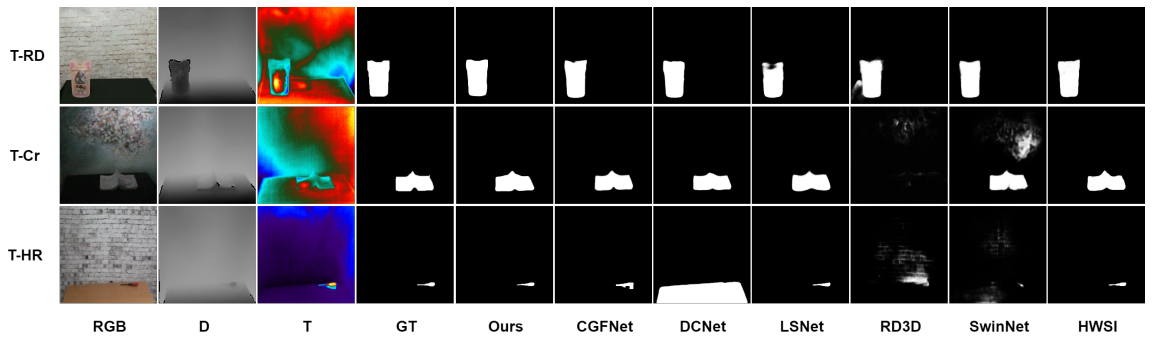 T-RD
T-Cr
T-HR
RGB D T GT Ours CGFNet DCNet LSNet RD3D SwinNet HWSI